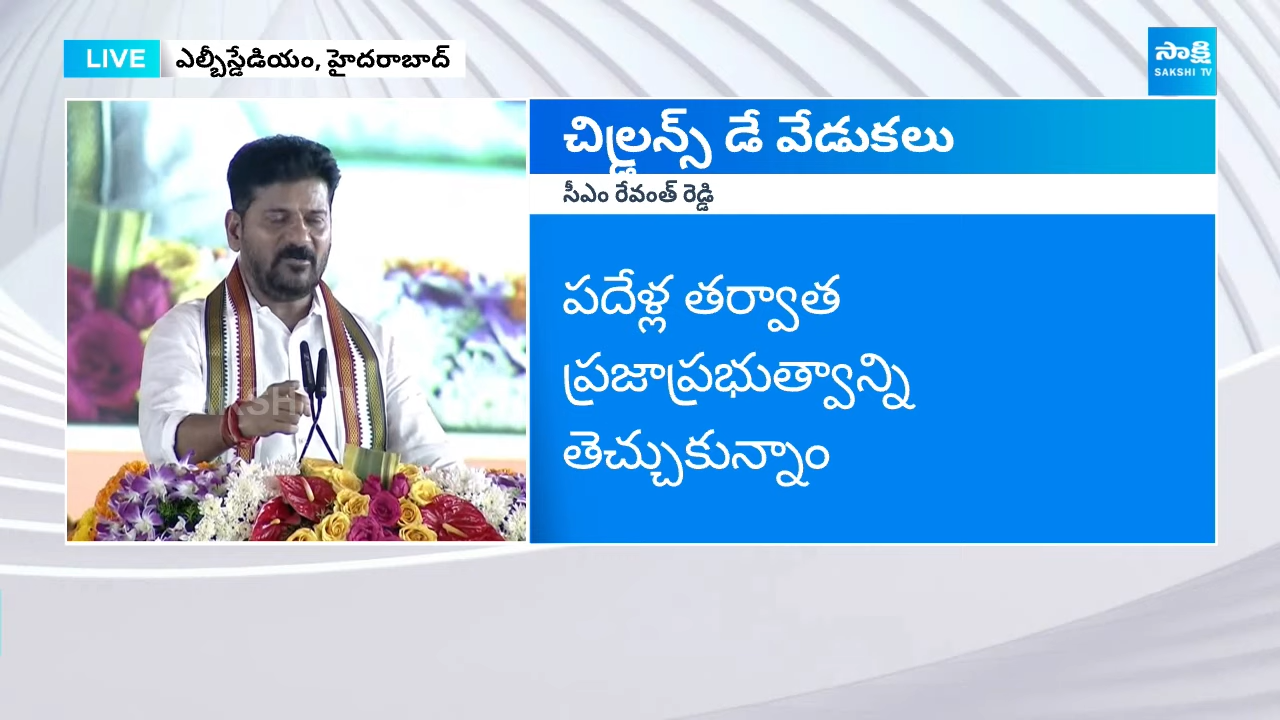 LIVE ఎల్బీస్టేడియం, హైదరాబాద్
సాక్షి
SAKSHI TV
చిల్డ్రన్స్ డే వేడుకలు
సీఎం రేవంత్ రెడ్డి
పదేళ్ల తర్వాత
ప్రజాప్రభుత్వాన్ని
తెచ్చుకున్నాం